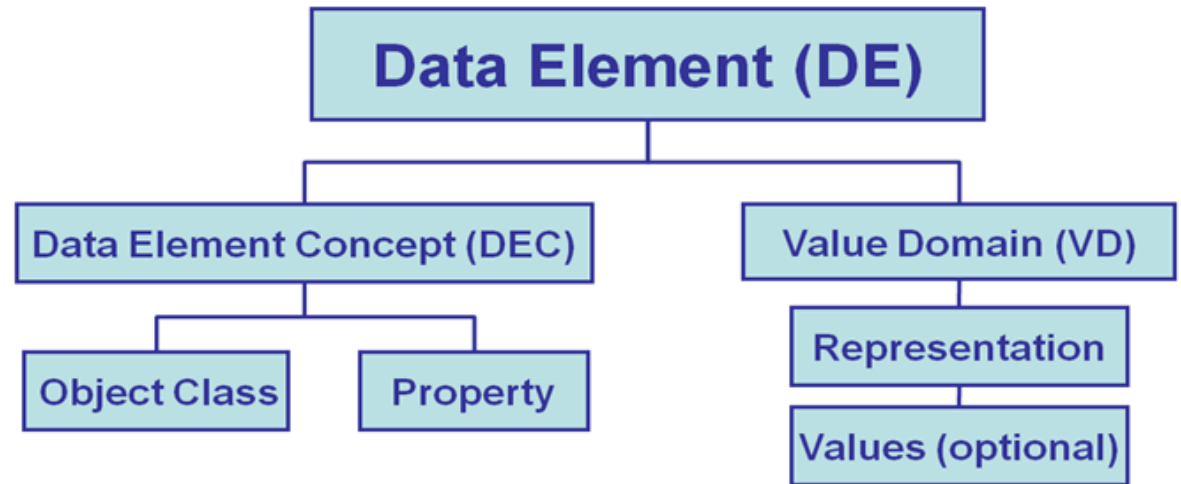 Data Element (DE)
Data Element Concept (DEC)
Value Domain (VD)
Object Class
Property
Representation
Values (optional)